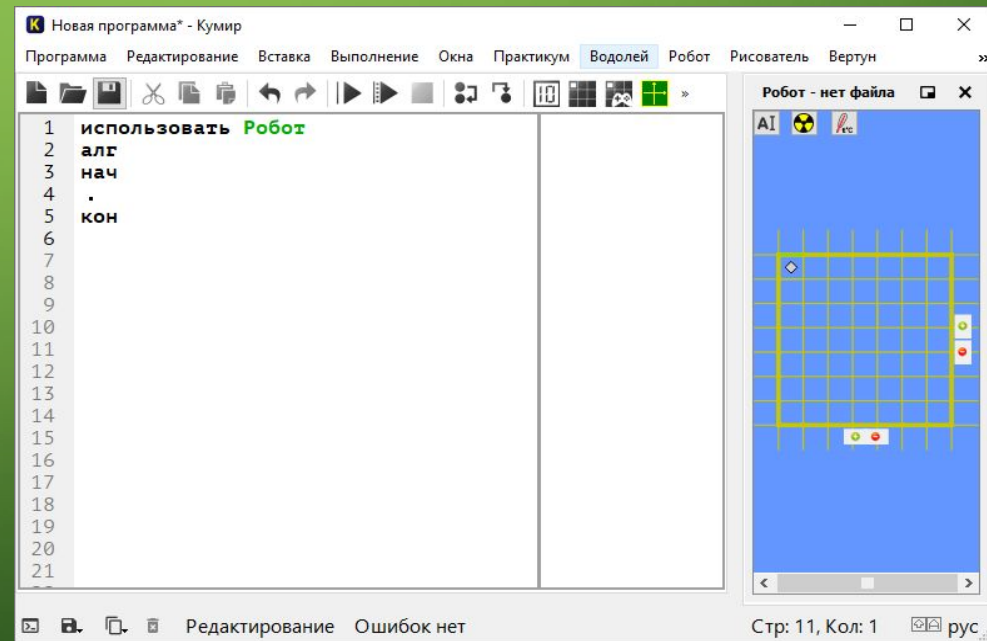 Новая программа* - Кумир
Программа Редактирование Вставка Выполнение Окна Практикум Водолей Робот Рисователь Вертун »
»
Робот - нет файла
1 использовать Робот
2 алг
3 нач
4 .
5 кон
6
7
8
9
10
11
12
13
14
15
16
17
18
19
20
21
Редактирование Ошибок нет Стр: 11, Кол: 1 рус